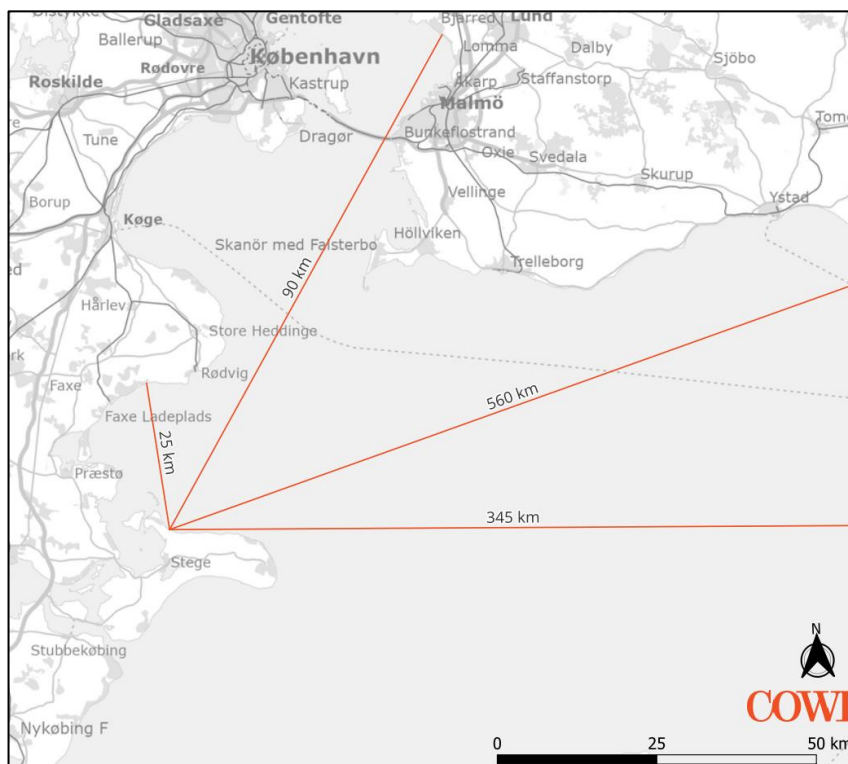 Gladsaxe
Gentofte
Bjärred
Lund
Ballerup
København
Lomma
Dalby
Sjöbo
Rødovre
Roskilde
Kastrup
Åkarp
Staffanstorp
Malmö
Tome
Tune
Dragør
Bunkeflostrand
Oxie
Svedala
Skurup
Borup
Vellinge
Ystad
Køge
Höllviken
Skanör med Falsterbo
Trelleborg
90 km
Hårlev
Store Heddinge
Rødvig
Faxe
560 km
Faxe Ladeplads
25 km
Præstø
345 km
Stege
N
Stubbekøbing
COWI
Nykøbing F
0 25 50 km